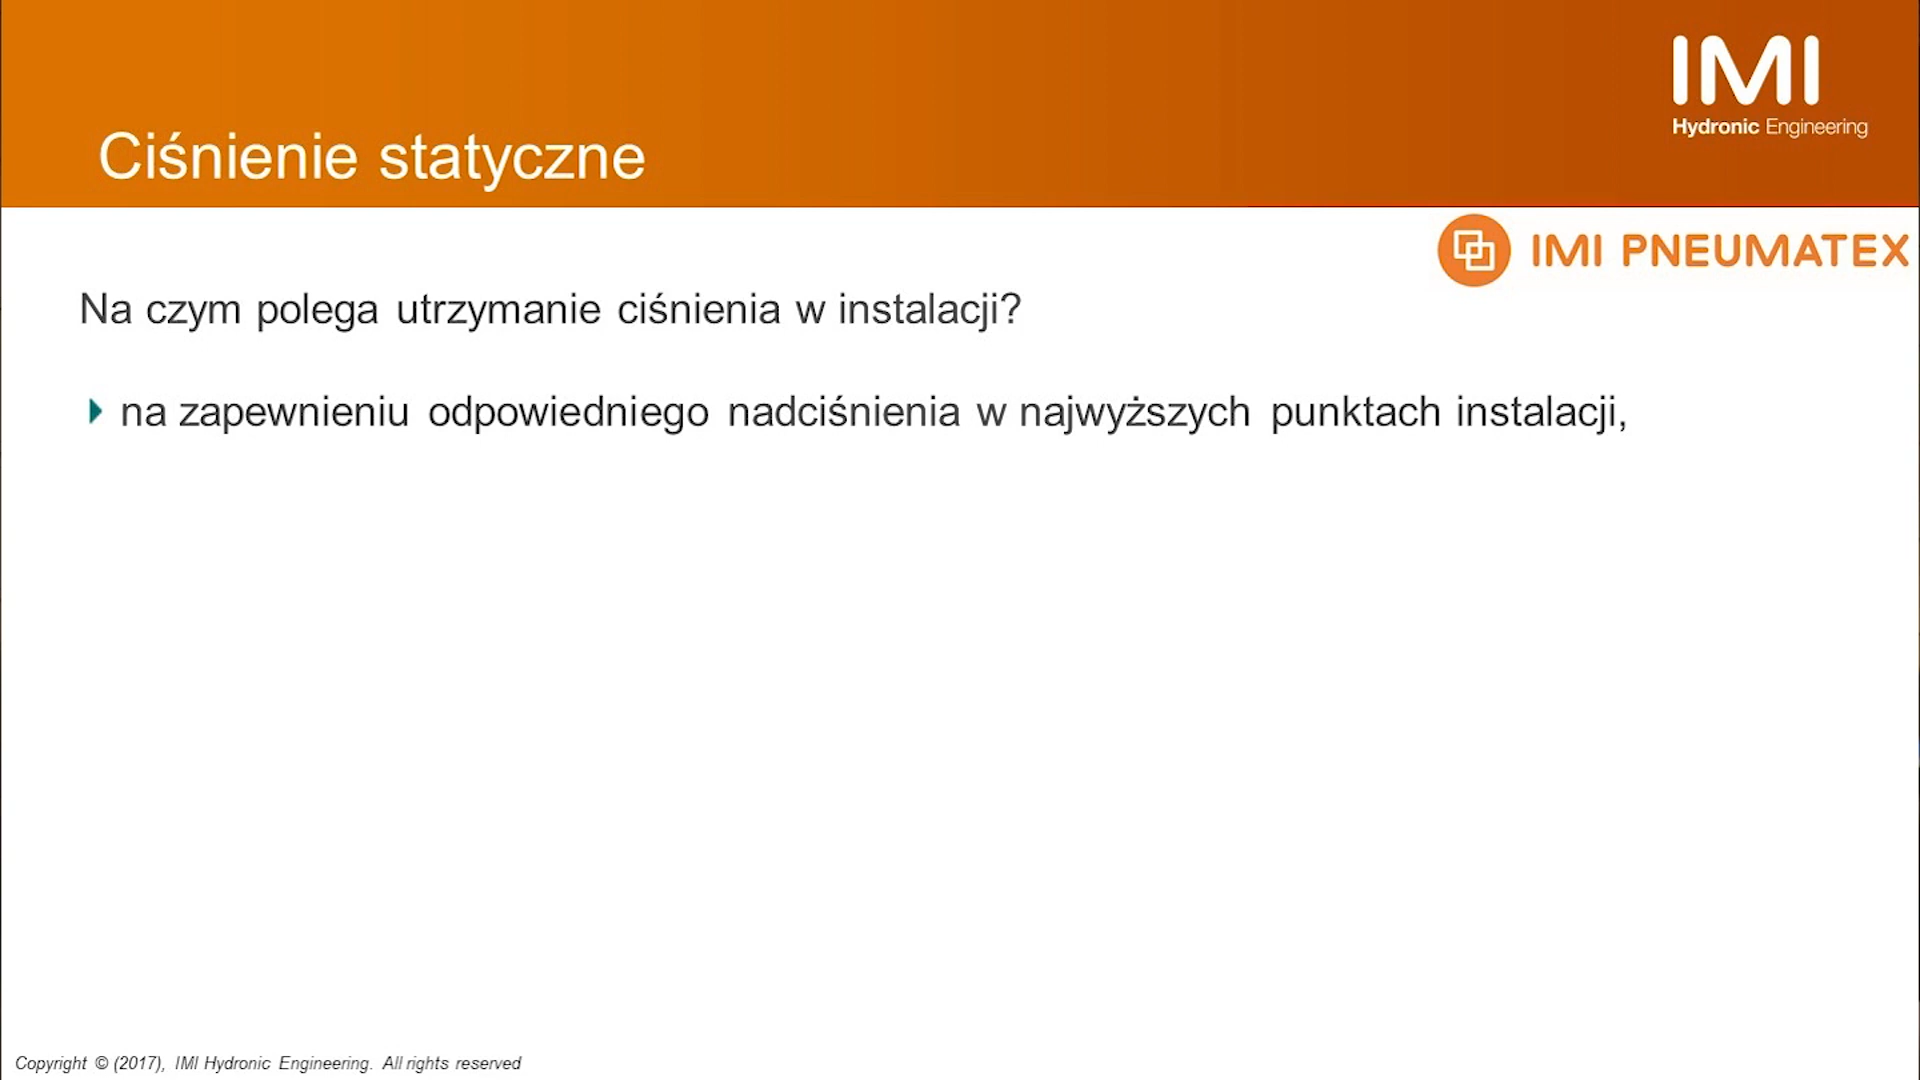 IMI
Hydronic Engineering
Ciśnienie statyczne
IMI PNEUMATEX
Na czym polega utrzymanie ciśnienia w instalacji?
na zapewnieniu odpowiedniego nadciśnienia w najwyższych punktach instalacji,
Copyright © (2017), IMI Hydronic Engineering. All rights reserved